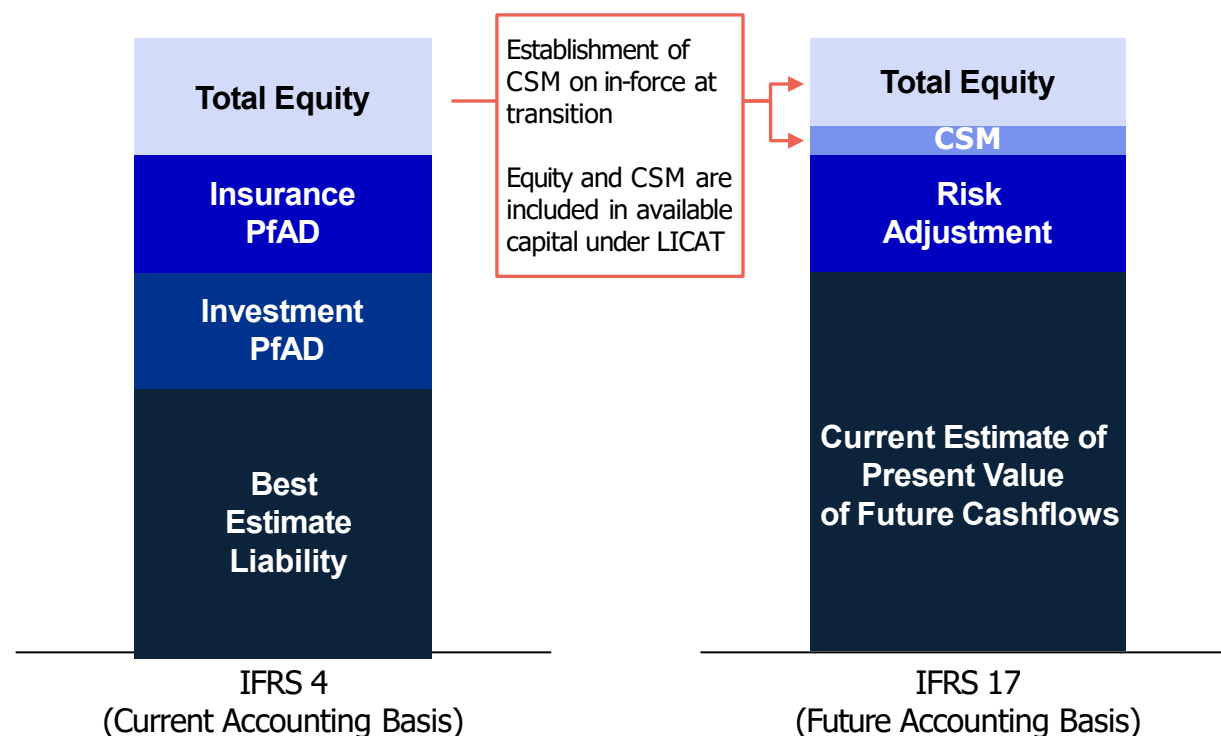 Total Equity
Insurance
PfAD
Investment
PfAD
Best
Estimate
Liability
IFRS 4
(Current Accounting Basis)
Establishment of
CSM on in-force at
transition
Equity and CSM are
included in available
capital under LICAT
Total Equity
CSM
Risk
Adjustment
Current Estimate of
Present Value
of Future Cashflows
IFRS 17
(Future Accounting Basis)